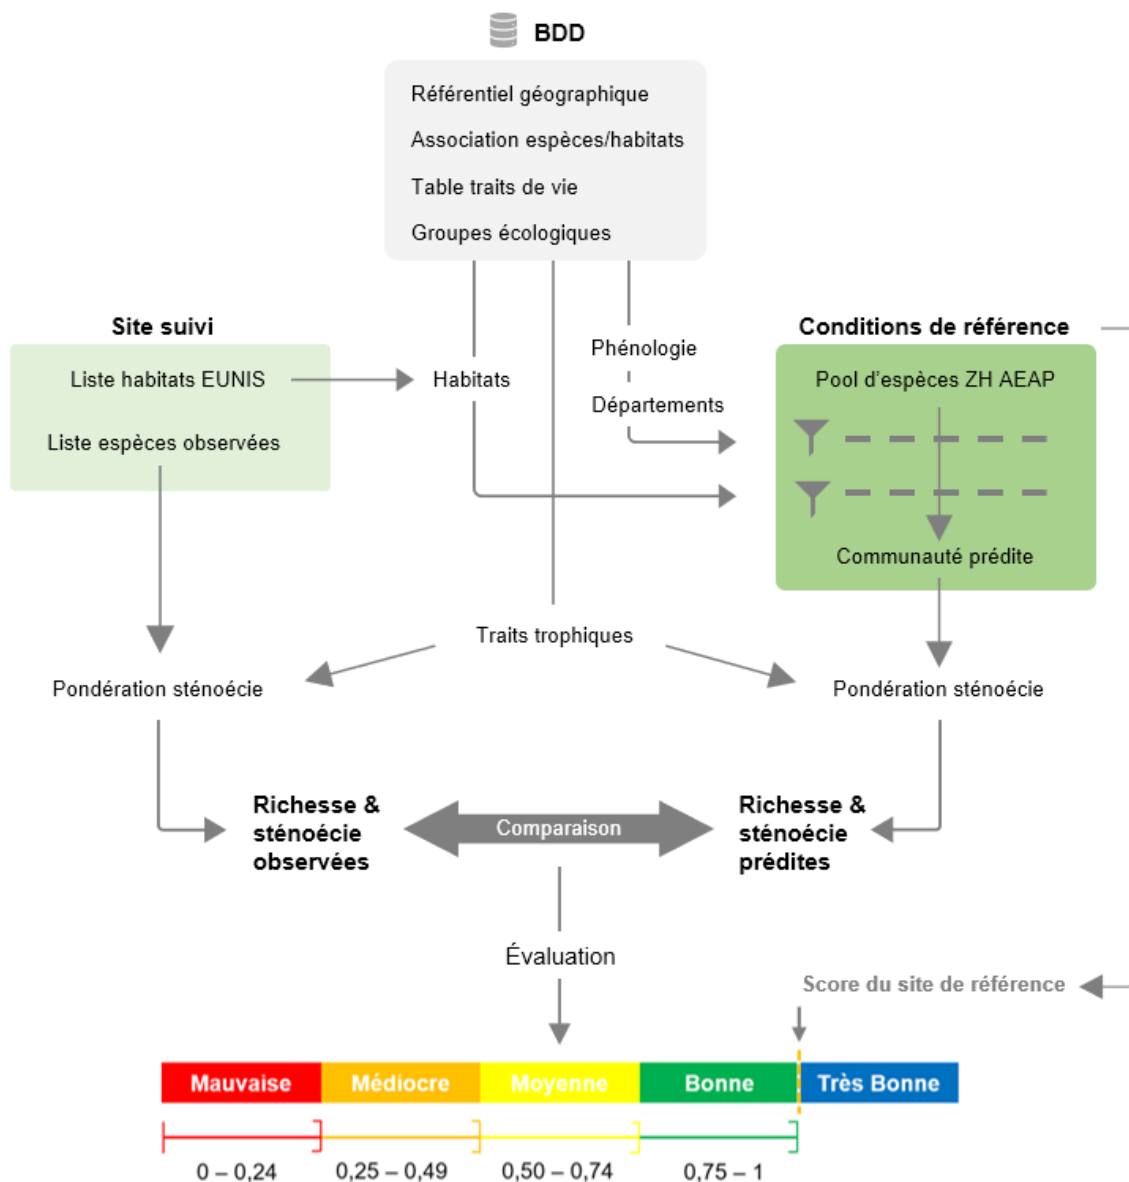 BDD
Référentiel géographique
Association espèces/habitats
Table traits de vie
Groupes écologiques
Site suivi
Liste habitats EUNIS
Liste espèces observées
Habitats
Phénologie
Départements
Conditions de référence
Pool d'espèces ZH AEAP
Communauté prédite
Traits trophiques
Pondération sténoécie
Pondération sténoécie
Richesse &
sténoécie
observées
Comparaison
Richesse &
sténoécie
prédites
Évaluation
Score du site de référence
Mauvaise
Médiocre
Moyenne
Bonne
Très Bonne
0 – 0,24
0,25 – 0,49
0,50 – 0,74
0,75 – 1